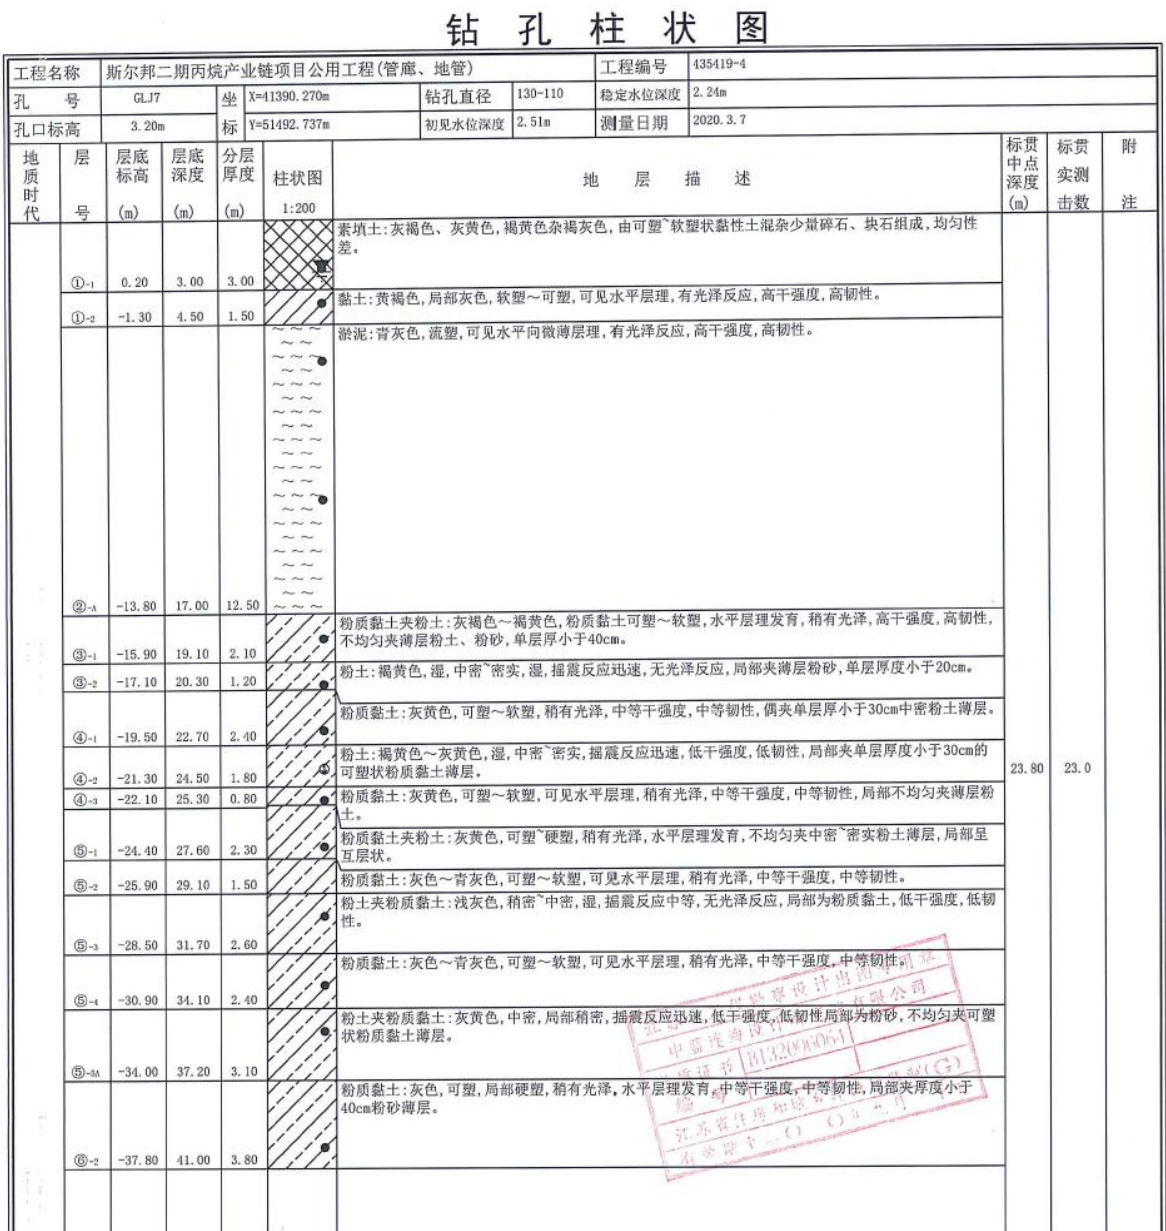 钻孔柱状图
工程名称 斯尔邦二期丙烷产业链项目公用工程(管廊、地管) 工程编号 435419-4
孔号 GLJ7 坐标 X=41390.270m 钻孔直径 130-110 稳定水位深度 2.24m
孔口标高 3.20m Y=51492.737m 初见水位深度 2.51m 测量日期 2020.3.7
地质时代 层号 层底标高(m) 层底深度(m) 分层厚度(m) 柱状图 1:200 地层描述 标贯中点深度(m) 标贯实测击数 附注
素填土:灰褐色、灰黄色,褐黄色杂褐灰色,由可塑~软塑状黏性土混杂少量碎石、块石组成,均匀性
差。
①-1 0.20 3.00 3.00
黏土:黄褐色,局部灰色,软塑～可塑,可见水平层理,有光泽反应,高干强度,高韧性。
①-2 -1.30 4.50 1.50
淤泥:青灰色,流塑,可见水平向微薄层理,有光泽反应,高干强度,高韧性。
②-A -13.80 17.00 12.50
粉质黏土夹粉土:灰褐色～褐黄色,粉质黏土可塑～软塑,水平层理发育,稍有光泽,高干强度,高韧性,
不均匀夹薄层粉土、粉砂,单层厚小于40cm。
③-1 -15.90 19.10 2.10
粉土:褐黄色,湿,中密~密实,湿,摇震反应迅速,无光泽反应,局部夹薄层粉砂,单层厚度小于20cm。
③-2 -17.10 20.30 1.20
粉质黏土:灰黄色,可塑～软塑,稍有光泽,中等干强度,中等韧性,偶夹单层厚小于30cm中密粉土薄层。
④-1 -19.50 22.70 2.40
粉土:褐黄色～灰黄色,湿,中密~密实,摇震反应迅速,低干强度,低韧性,局部夹单层厚度小于30cm的
可塑状粉质黏土薄层。
④-2 -21.30 24.50 1.80 23.80 23.0
粉质黏土:灰黄色,可塑～软塑,可见水平层理,稍有光泽,中等干强度,中等韧性,局部不均匀夹薄层粉
土。
④-3 -22.10 25.30 0.80
粉质黏土夹粉土:灰黄色,可塑~硬塑,稍有光泽,水平层理发育,不均匀夹中密~密实粉土薄层,局部呈
互层状。
⑤-1 -24.40 27.60 2.30
粉质黏土:灰色～青灰色,可塑～软塑,可见水平层理,稍有光泽,中等干强度,中等韧性。
⑤-2 -25.90 29.10 1.50
粉土夹粉质黏土:浅灰色,稍密~中密,湿,摇震反应中等,无光泽反应,局部为粉质黏土,低干强度,低韧
性。
⑤-3 -28.50 31.70 2.60
粉质黏土:灰色～青灰色,可塑～软塑,可见水平层理,稍有光泽,中等干强度,中等韧性。
⑤-4 -30.90 34.10 2.40
粉土夹粉质黏土:灰黄色,中密,局部稍密,摇震反应迅速,低干强度,低韧性局部为粉砂,不均匀夹可塑
状粉质黏土薄层。
⑤-5A -34.00 37.20 3.10
粉质黏土:灰色,可塑,局部硬塑,稍有光泽,水平层理发育,中等干强度,中等韧性,局部夹厚度小于
40cm粉砂薄层。
⑥-2 -37.80 41.00 3.80
中蓝连海设计
有限公司
B132006064
编号
(G)